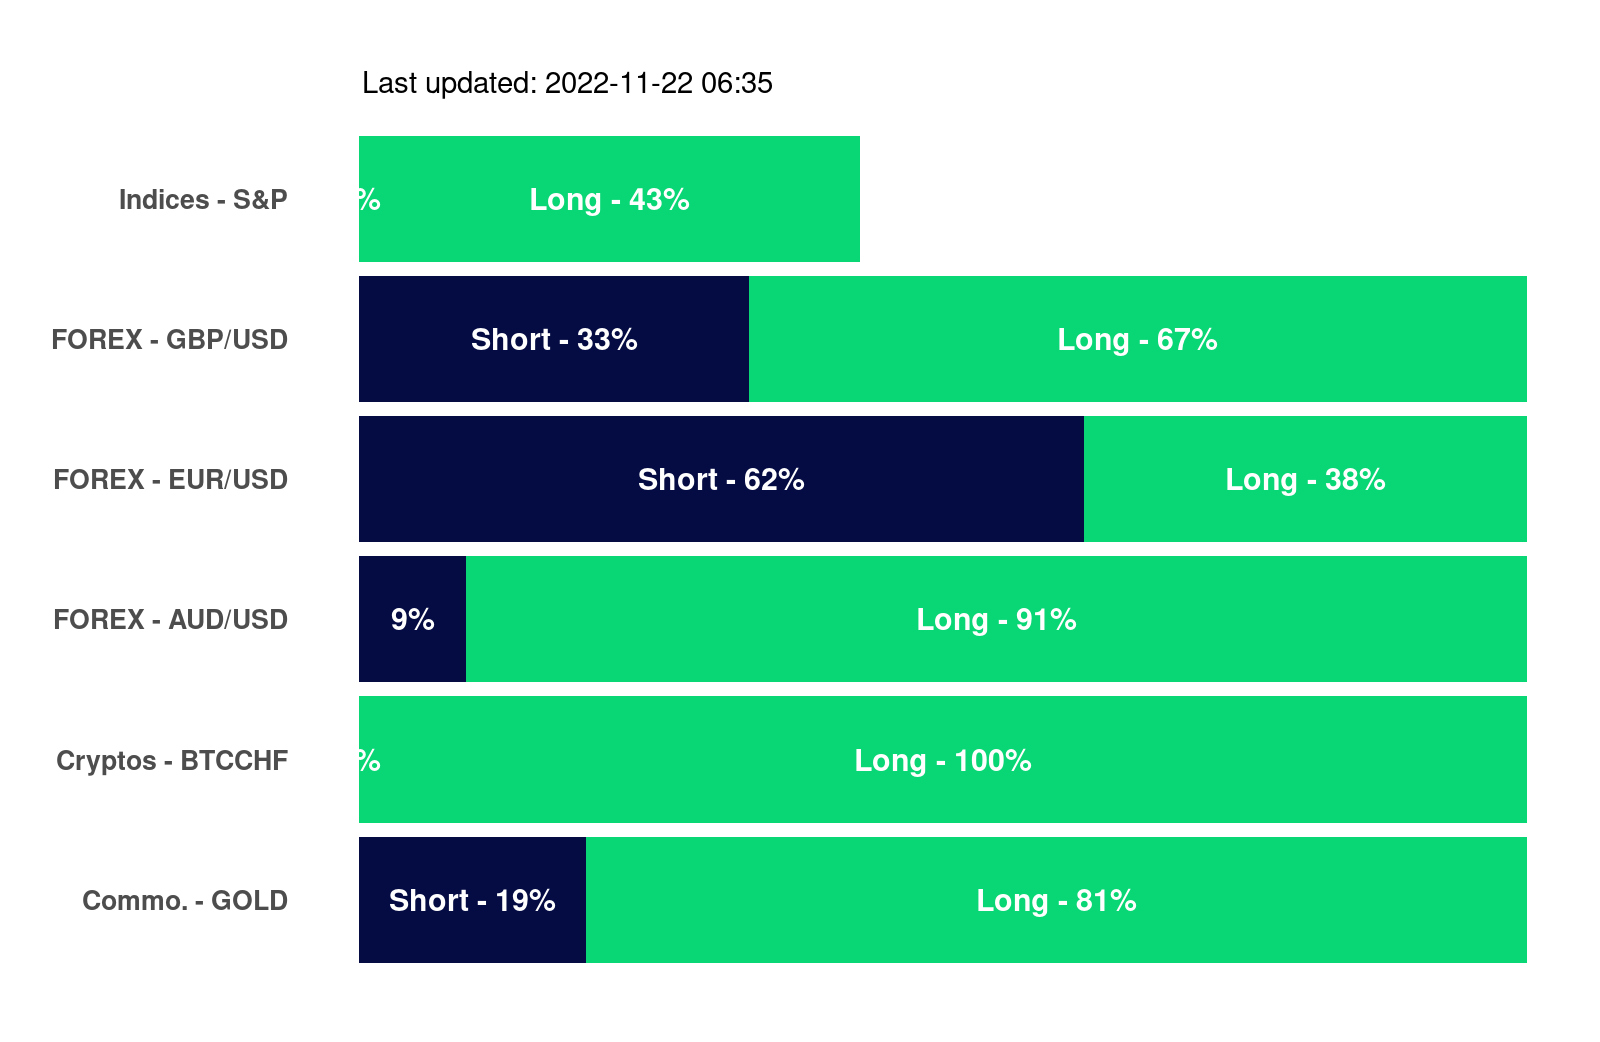 Last updated: 2022-11-22 06:35
Indices - S&P
%
Long - 43%
FOREX - GBP/USD
Short - 33%
Long - 67%
FOREX - EUR/USD
Short - 62%
Long - 38%
FOREX - AUD/USD
9%
Long - 91%
Cryptos - BTCCHF
%
Long - 100%
Commo. - GOLD
Short - 19%
Long - 81%